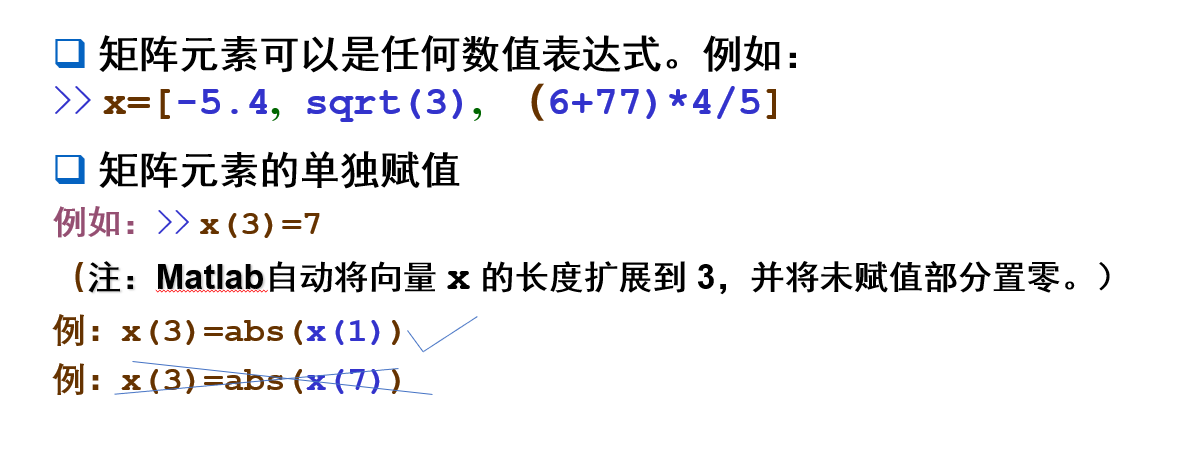 矩阵元素可以是任何数值表达式。例如：
>> x=[-5.4, sqrt(3), (6+77)*4/5]
矩阵元素的单独赋值
例如：>> x(3)=7
(注：Matlab自动将向量 x 的长度扩展到 3，并将未赋值部分置零。）
例：x(3)=abs(x(1))
例：x(3)=abs(x(7))